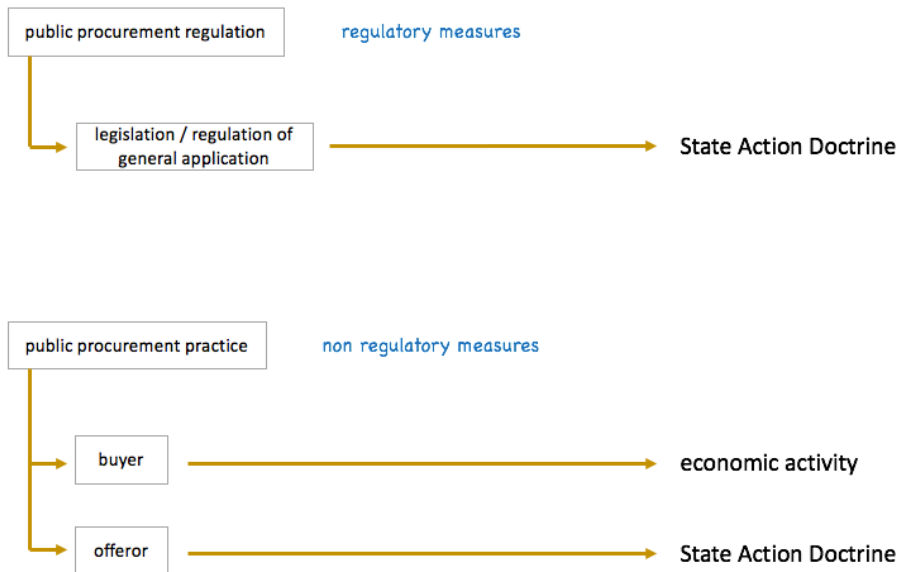 public procurement regulation
regulatory measures
legislation / regulation of
general application
State Action Doctrine
public procurement practice
non regulatory measures
buyer
economic activity
offeror
State Action Doctrine